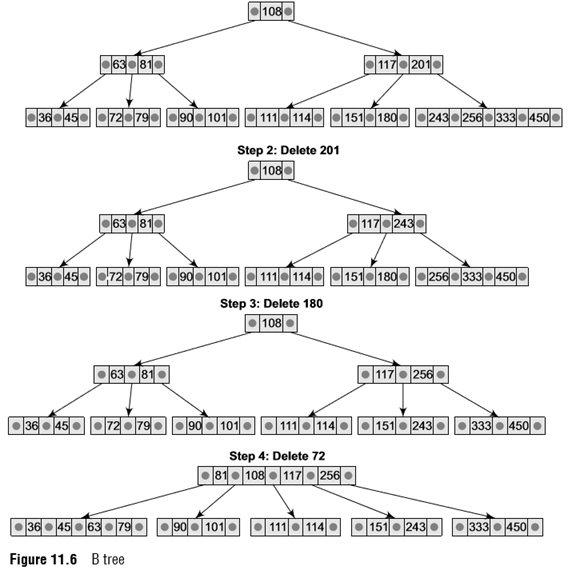 108
63 81 117 201
36 45 72 79 90 101 111 114 151 180 243 256 333 450
Step 2: Delete 201
108
63 81 117 243
36 45 72 79 90 101 111 114 151 180 256 333 450
Step 3: Delete 180
108
63 81 117 256
36 45 72 79 90 101 111 114 151 243 333 450
Step 4: Delete 72
81 108 117 256
36 45 63 79 90 101 111 114 151 243 333 450
Figure 11.6 B tree